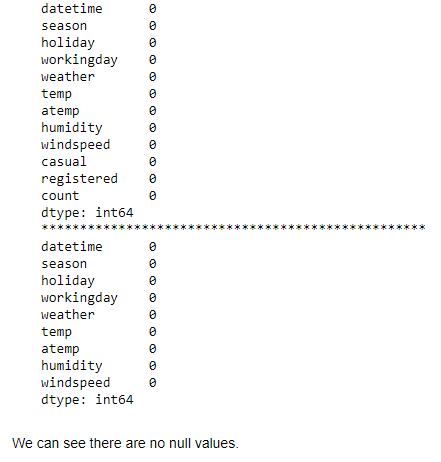 datetime 0
season 0
holiday 0
workingday 0
weather 0
temp 0
atemp 0
humidity 0
windspeed 0
casual 0
registered 0
count 0
dtype: int64
**************************************************
datetime 0
season 0
holiday 0
workingday 0
weather 0
temp 0
atemp 0
humidity 0
windspeed 0
dtype: int64
We can see there are no null values.